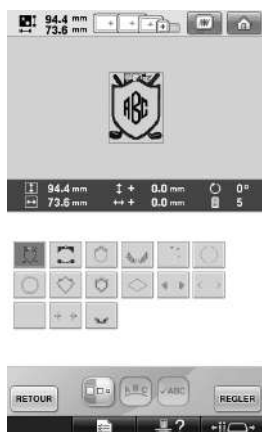 94.4 mm
73.6 mm
ABC
94.4 mm + 0.0 mm 0°
73.6 mm + 0.0 mm 5
ABC ABC
RETOUR REGLER
?